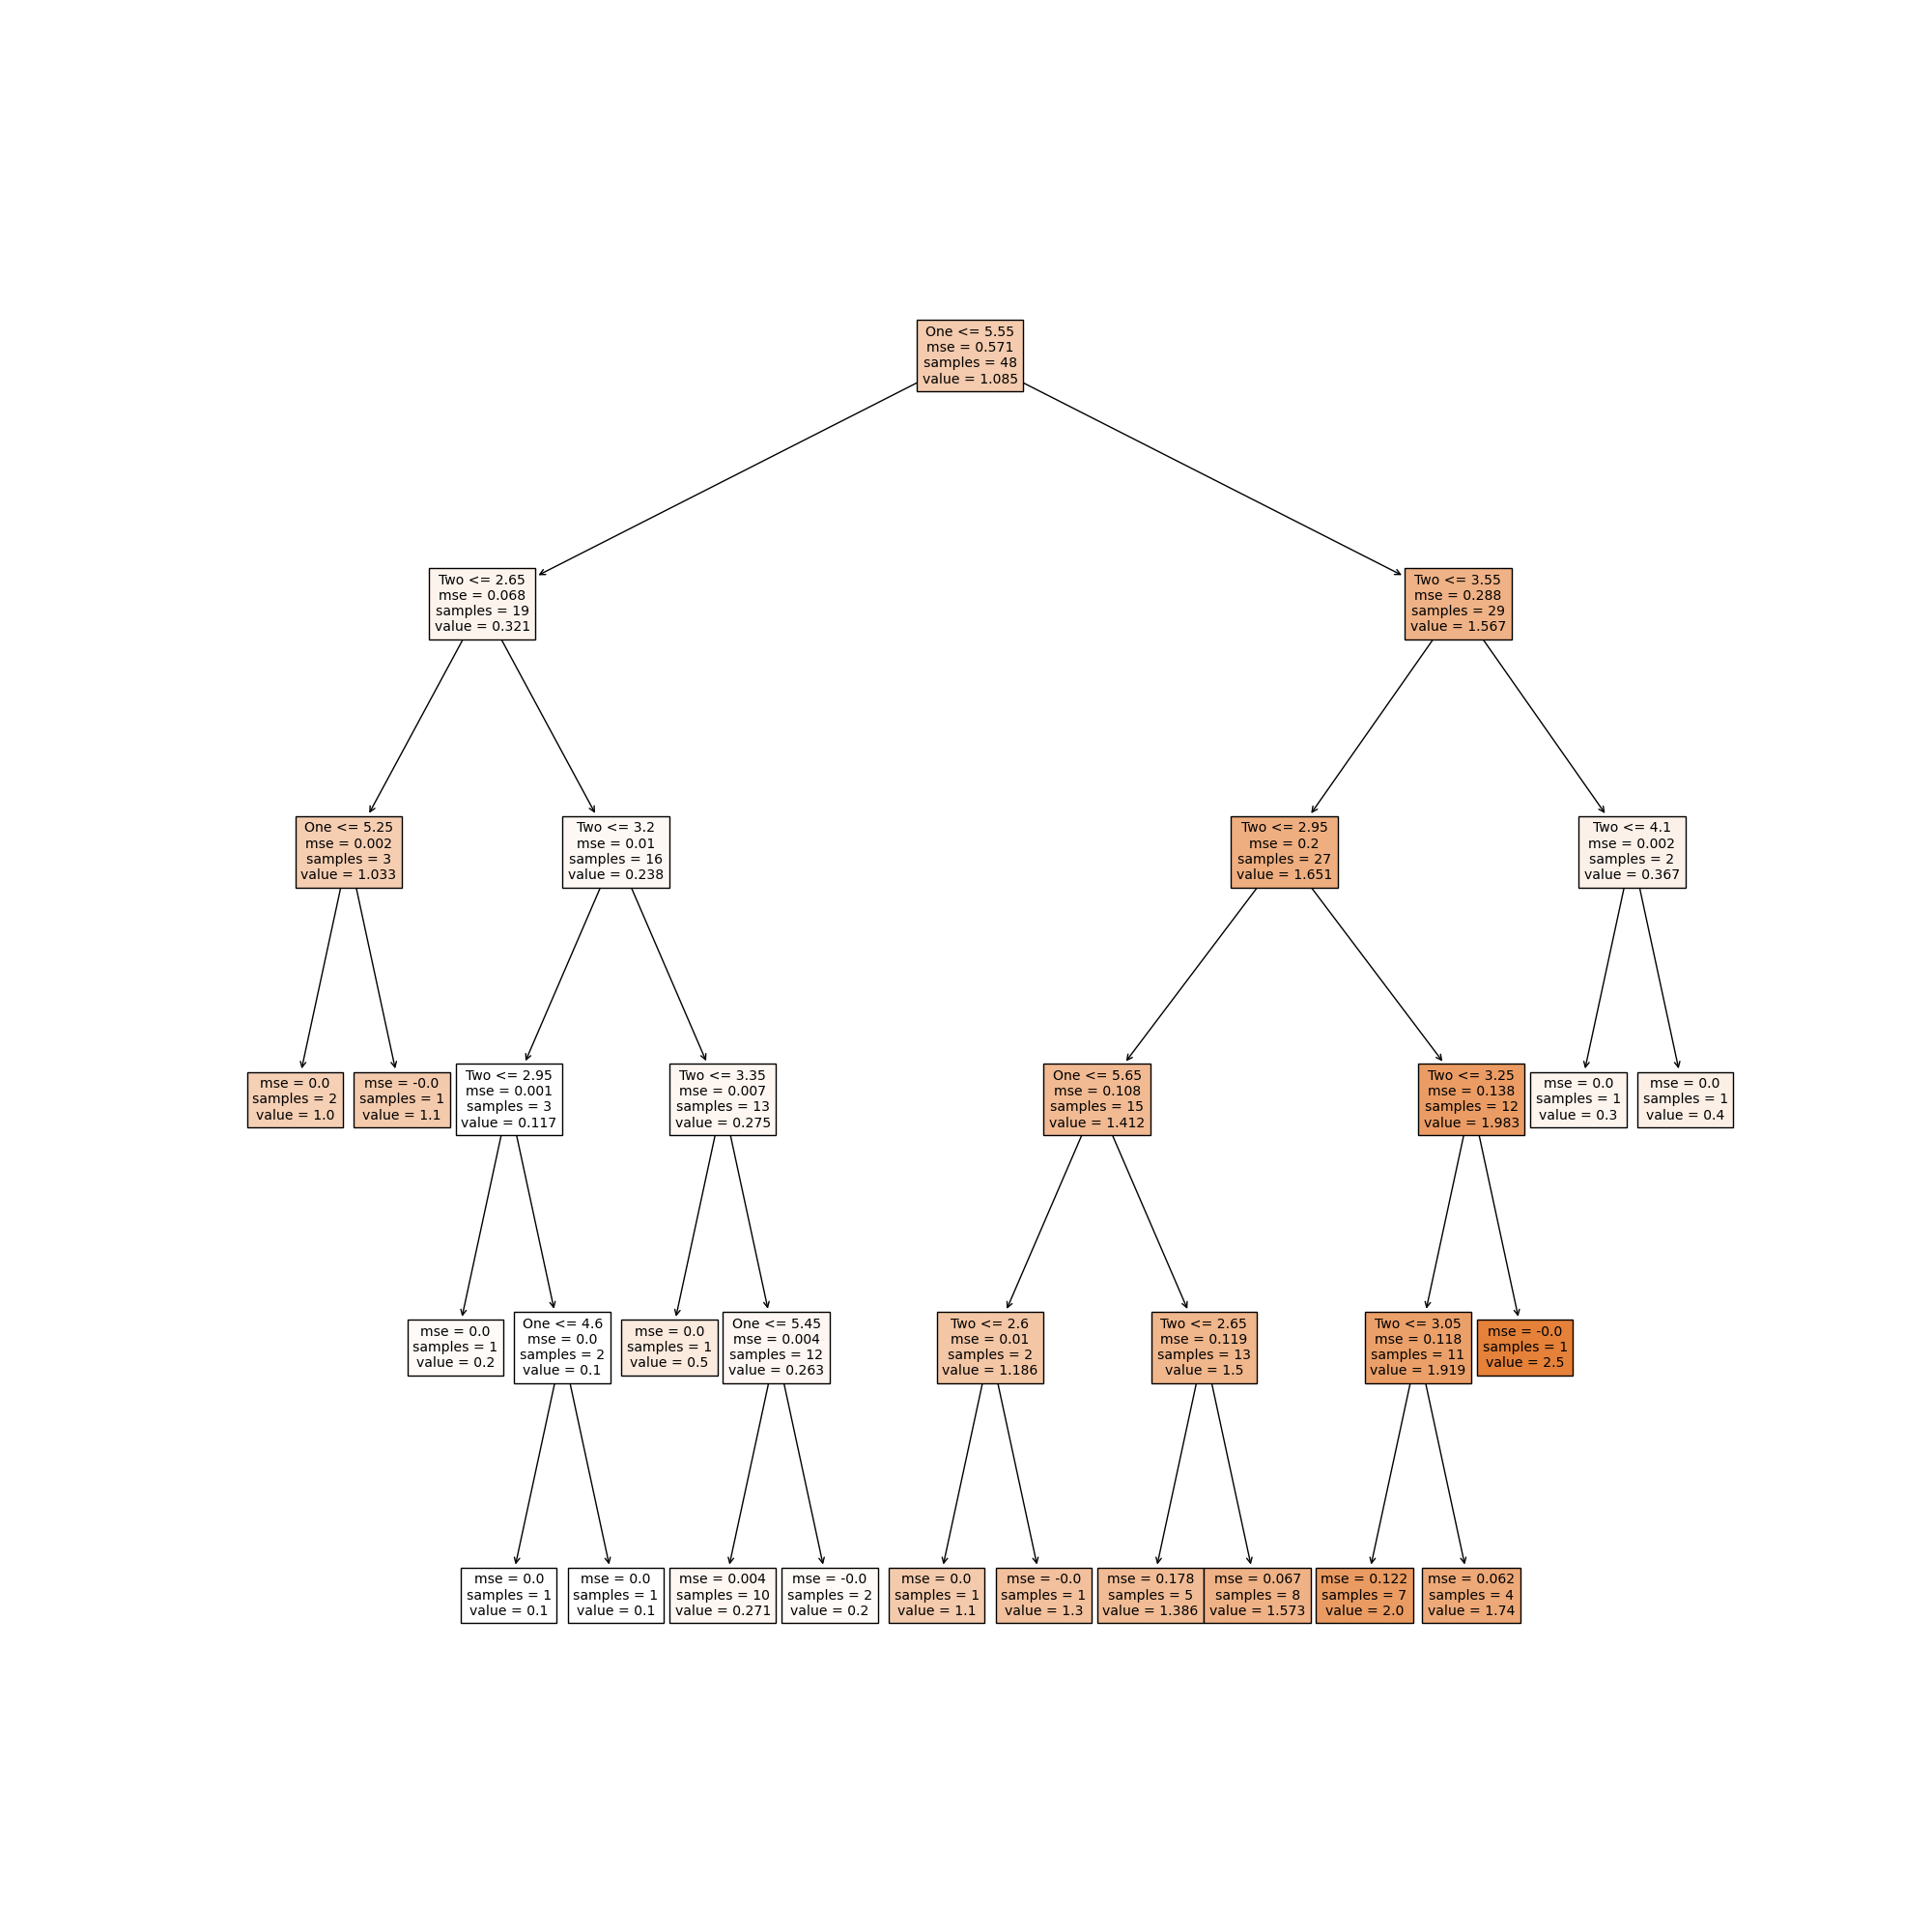 One <= 5.55
mse = 0.571
samples = 48
value = 1.085
Two <= 2.65
mse = 0.068
samples = 19
value = 0.321
Two <= 3.55
mse = 0.288
samples = 29
value = 1.567
One <= 5.25
mse = 0.002
samples = 3
value = 1.033
Two <= 3.2
mse = 0.01
samples = 16
value = 0.238
Two <= 2.95
mse = 0.2
samples = 27
value = 1.651
Two <= 4.1
mse = 0.002
samples = 2
value = 0.367
mse = 0.0
samples = 2
value = 1.0
mse = -0.0
samples = 1
value = 1.1
Two <= 2.95
mse = 0.001
samples = 3
value = 0.117
Two <= 3.35
mse = 0.007
samples = 13
value = 0.275
One <= 5.65
mse = 0.108
samples = 15
value = 1.412
Two <= 3.25
mse = 0.138
samples = 12
value = 1.983
mse = 0.0
samples = 1
value = 0.3
mse = 0.0
samples = 1
value = 0.4
mse = 0.0
samples = 1
value = 0.2
One <= 4.6
mse = 0.0
samples = 2
value = 0.1
mse = 0.0
samples = 1
value = 0.5
One <= 5.45
mse = 0.004
samples = 12
value = 0.263
Two <= 2.6
mse = 0.01
samples = 2
value = 1.186
Two <= 2.65
mse = 0.119
samples = 13
value = 1.5
Two <= 3.05
mse = 0.118
samples = 11
value = 1.919
mse = -0.0
samples = 1
value = 2.5
mse = 0.0
samples = 1
value = 0.1
mse = 0.0
samples = 1
value = 0.1
mse = 0.004
samples = 10
value = 0.271
mse = -0.0
samples = 2
value = 0.2
mse = 0.0
samples = 1
value = 1.1
mse = -0.0
samples = 1
value = 1.3
mse = 0.178
samples = 5
value = 1.386
mse = 0.067
samples = 8
value = 1.573
mse = 0.122
samples = 7
value = 2.0
mse = 0.062
samples = 4
value = 1.74